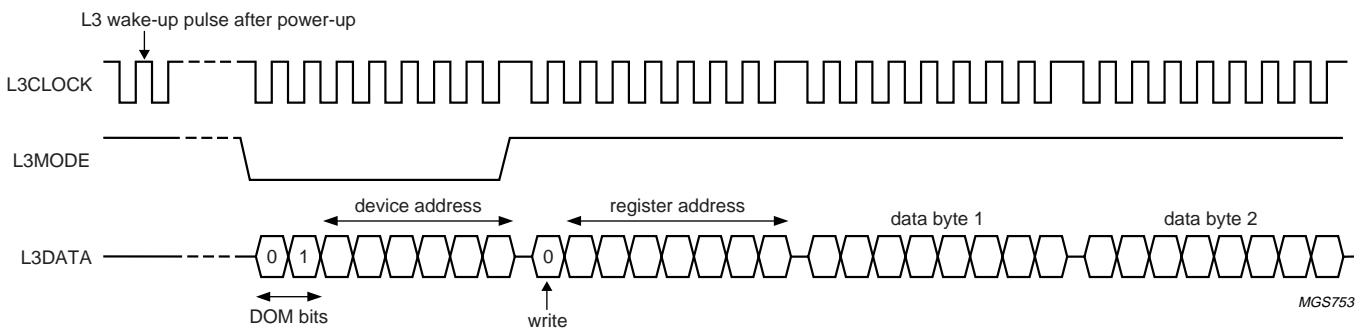 L3 wake-up pulse after power-up
L3CLOCK
L3MODE
device address
register address
data byte 1
data byte 2
L3DATA
0
1
0
DOM bits
write
MGS753